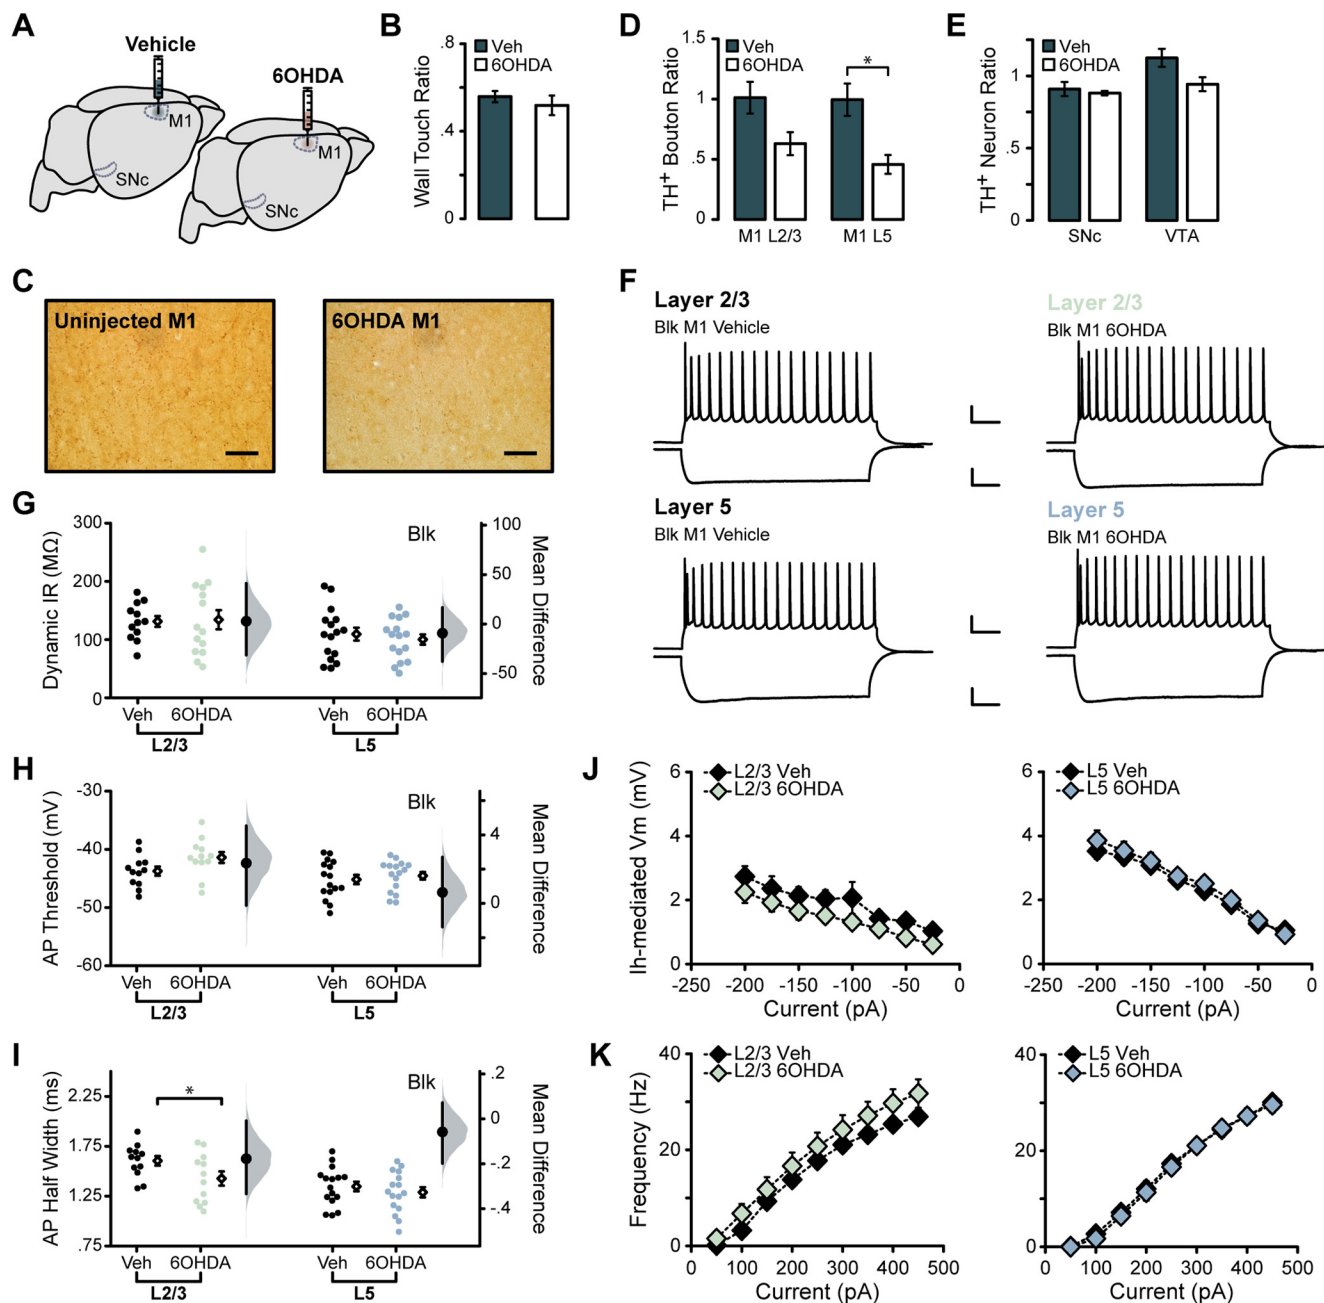 A
Vehicle
6OHDA
M1
SNc
M1
SNc
B
Wall Touch Ratio
.8
.4
0
Veh
6OHDA
D
TH+ Bouton Ratio
1.5
1
.5
0
Veh
6OHDA
*
M1 L2/3
M1 L5
E
TH+ Neuron Ratio
1
.5
0
Veh
6OHDA
SNc
VTA
C
Uninjected M1
6OHDA M1
F
Layer 2/3
Blk M1 Vehicle
Layer 2/3
Blk M1 6OHDA
Layer 5
Blk M1 Vehicle
Layer 5
Blk M1 6OHDA
G
Dynamic IR (MΩ)
300
200
100
0
Blk
100
50
0
-50
Mean Difference
Veh
6OHDA
Veh
6OHDA
L2/3
L5
H
AP Threshold (mV)
-30
-40
-50
-60
Blk
4
0
Mean Difference
Veh
6OHDA
Veh
6OHDA
L2/3
L5
I
AP Half Width (ms)
2.25
1.75
1.25
.75
*
Blk
.2
0
-.2
-.4
Mean Difference
Veh
6OHDA
Veh
6OHDA
L2/3
L5
J
Ih-mediated Vm (mV)
6
4
2
0
L2/3 Veh
L2/3 6OHDA
-250
-200
-150
-100
-50
0
Current (pA)
6
4
2
0
L5 Veh
L5 6OHDA
-250
-200
-150
-100
-50
0
Current (pA)
K
Frequency (Hz)
40
20
0
L2/3 Veh
L2/3 6OHDA
0
100
200
300
400
500
Current (pA)
40
20
0
L5 Veh
L5 6OHDA
0
100
200
300
400
500
Current (pA)